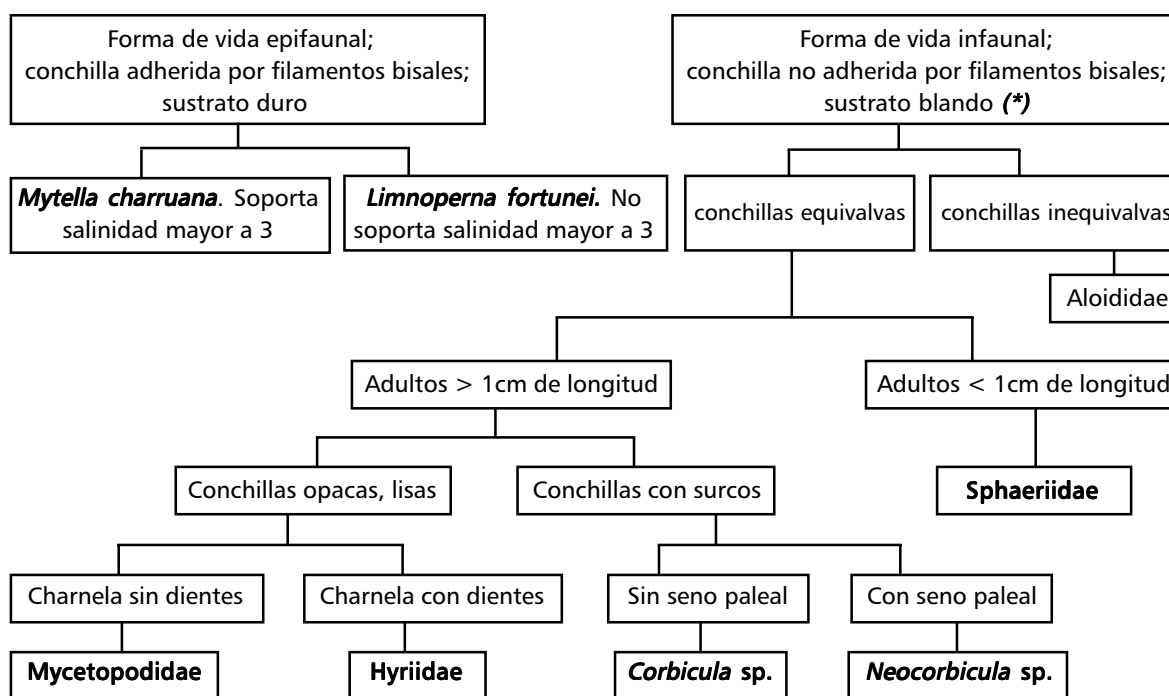 Forma de vida epifaunal;
conchilla adherida por filamentos bisales;
sustrato duro
Forma de vida infaunal;
conchilla no adherida por filamentos bisales;
sustrato blando (*)
Mytella charruana. Soporta
salinidad mayor a 3
Limnoperna fortunei. No
soporta salinidad mayor a 3
conchillas equivalvas
conchillas inequivalvas
Aloididae
Adultos > 1cm de longitud
Adultos < 1cm de longitud
Conchillas opacas, lisas
Conchillas con surcos
Sphaeriidae
Charnela sin dientes
Charnela con dientes
Sin seno paleal
Con seno paleal
Mycetopodidae
Hyriidae
Corbicula sp.
Neocorbicula sp.